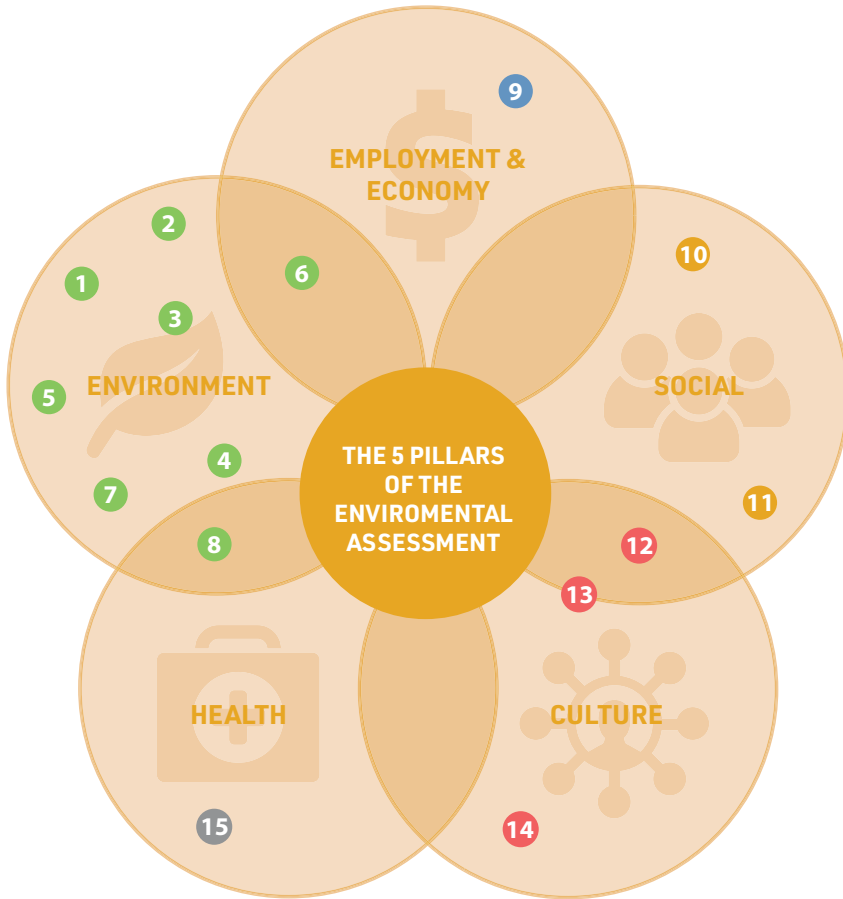 9
EMPLOYMENT &
ECONOMY
2
10
6
1
3
ENVIRONMENT
SOCIAL
5
4
THE 5 PILLARS
OF THE
ENVIROMENTAL
ASSESSMENT
7
11
8
12
13
HEALTH
CULTURE
15
14